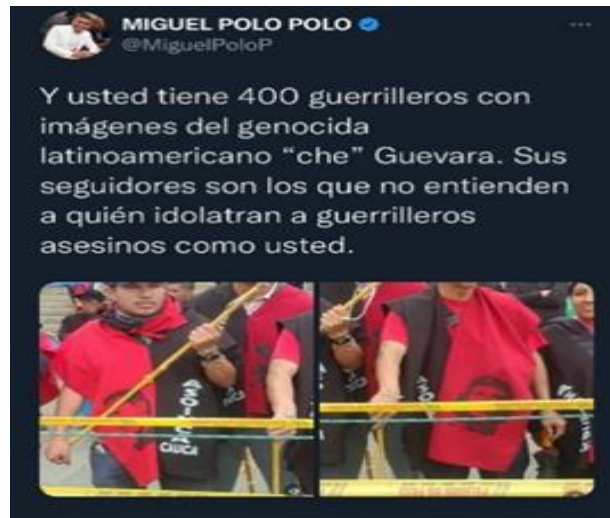 MIGUEL POLO POLO
@MiguelPoloP
Y usted tiene 400 guerrilleros con
imágenes del genocida
latinoamericano “che” Guevara. Sus
seguidores son los que no entienden
a quién idolatran a guerrilleros
asesinos como usted.
CAUCA